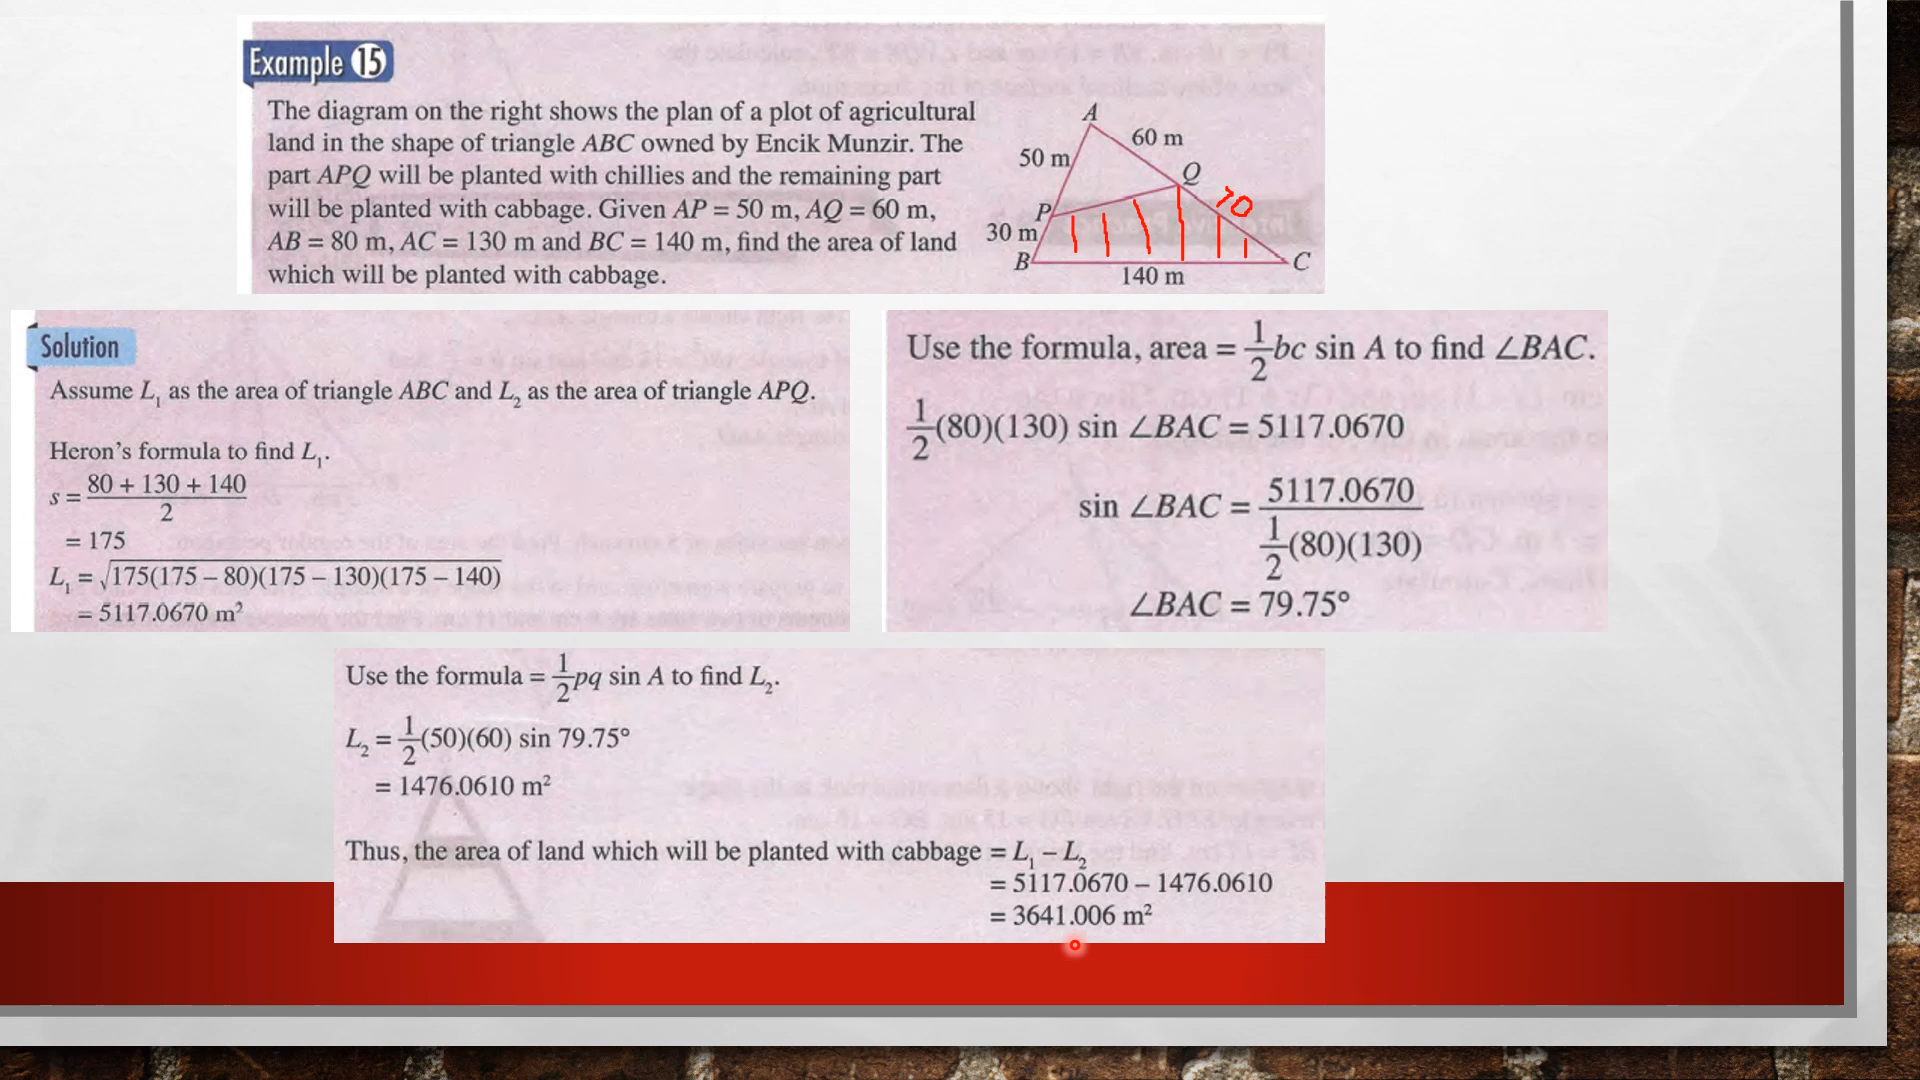 Example 15
The diagram on the right shows the plan of a plot of agricultural
land in the shape of triangle ABC owned by Encik Munzir. The
part APQ will be planted with chillies and the remaining part
will be planted with cabbage. Given AP = 50 m, AQ = 60 m,
AB = 80 m, AC = 130 m and BC = 140 m, find the area of land
which will be planted with cabbage.
A
60 m
50 m
Q
70
P
30 m
B
C
140 m
Solution
Assume L₁ as the area of triangle ABC and L₂ as the area of triangle APQ.
Heron's formula to find L₁.
s = (80 + 130 + 140)/2
= 175
L₁ = √(175(175 – 80)(175 – 130)(175 – 140))
= 5117.0670 m²
Use the formula, area = 1/2 bc sin A to find ∠BAC.
1/2 (80)(130) sin ∠BAC = 5117.0670
sin ∠BAC = 5117.0670 / (1/2 (80)(130))
∠BAC = 79.75°
Use the formula = 1/2 pq sin A to find L₂.
L₂ = 1/2 (50)(60) sin 79.75°
= 1476.0610 m²
Thus, the area of land which will be planted with cabbage = L₁ – L₂
= 5117.0670 – 1476.0610
= 3641.006 m²